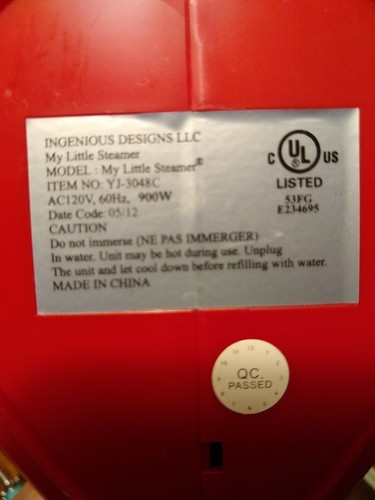 INGENIOUS DESIGNS LLC
My Little Steamer
MODEL : My Little Steamer®
ITEM NO: YJ-3048C
AC120V, 60Hz, 900W
Date Code: 05/12
CAUTION
Do not immerse (NE PAS IMMERGER)
In water. Unit may be hot during use. Unplug
The unit and let cool down before refilling with water.
MADE IN CHINA
C UL US
LISTED
53FG
E234695
QC.
PASSED